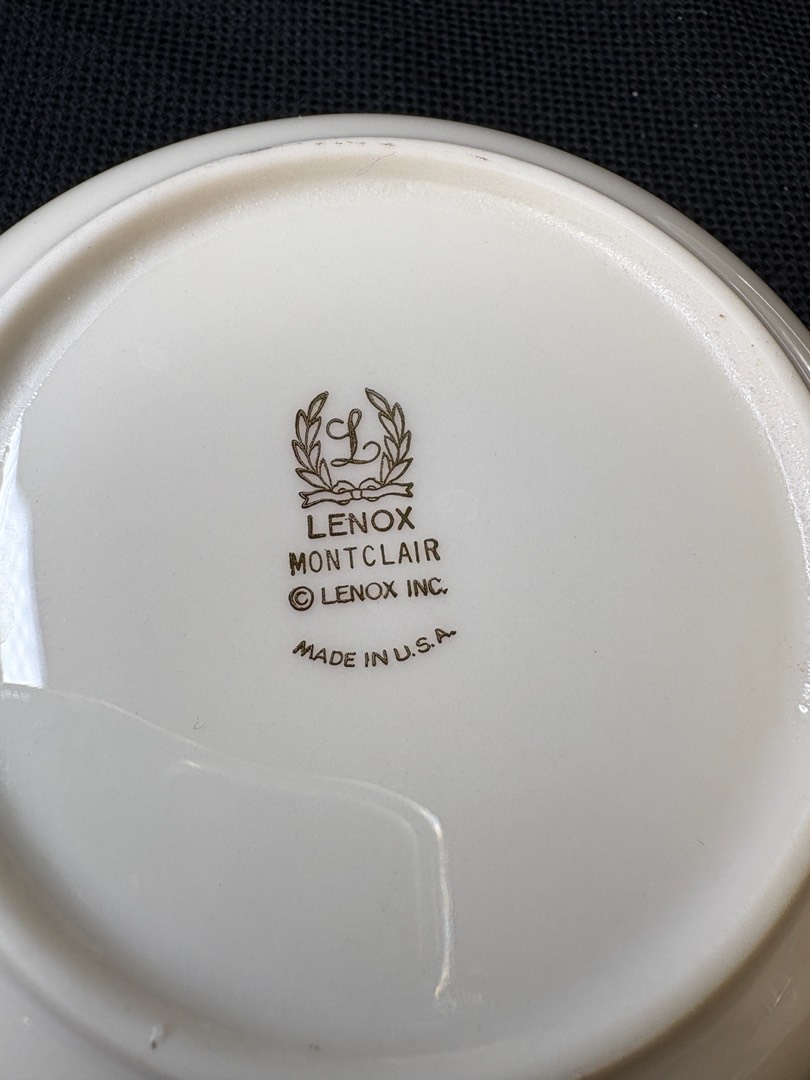 L
LENOX
MONTCLAIR
© LENOX INC.
MADE IN U.S.A.